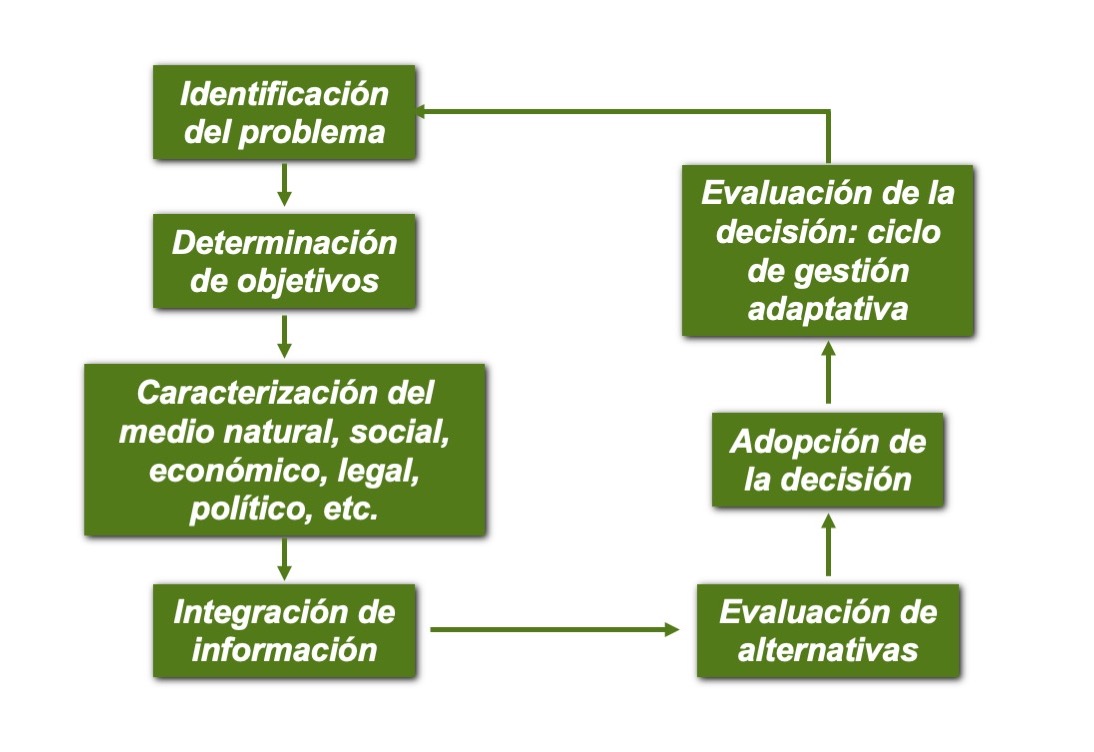 Identificación
del problema
Determinación
de objetivos
Caracterización del
medio natural, social,
económico, legal,
político, etc.
Integración de
información
Evaluación de
alternativas
Adopción de
la decisión
Evaluación de la
decisión: ciclo
de gestión
adaptativa